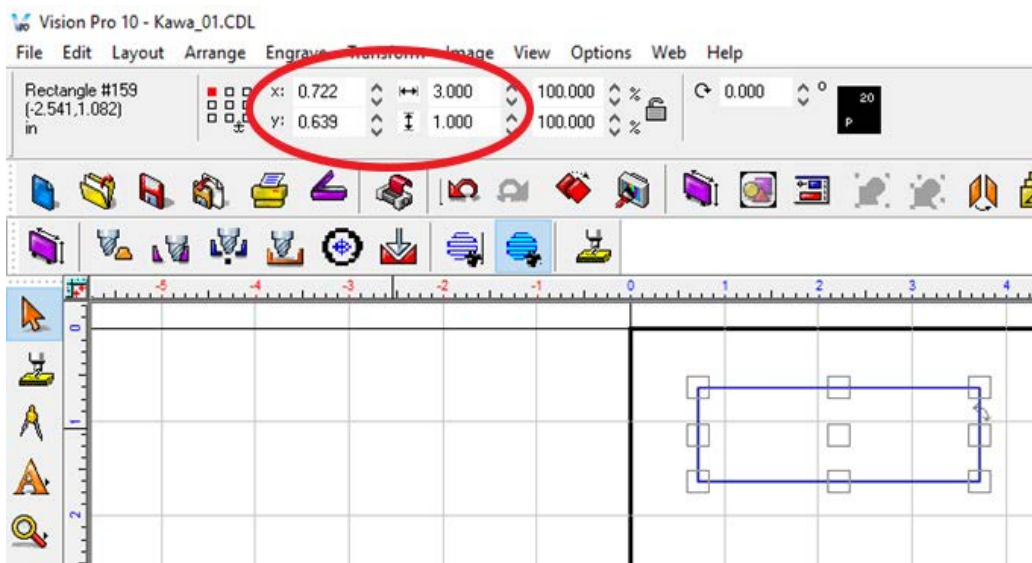 Vision Pro 10 - Kawa_01.CDL
File Edit Layout Arrange Engrave Transform Image View Options Web Help
Rectangle #159
(-2.541,1.082)
in
x: 0.722 3.000 100.000 % 0.000 °
y: 0.639 1.000 100.000 %
20
P
-5 -4 -3 -2 -1 0 1 2 3 4
0
1
2